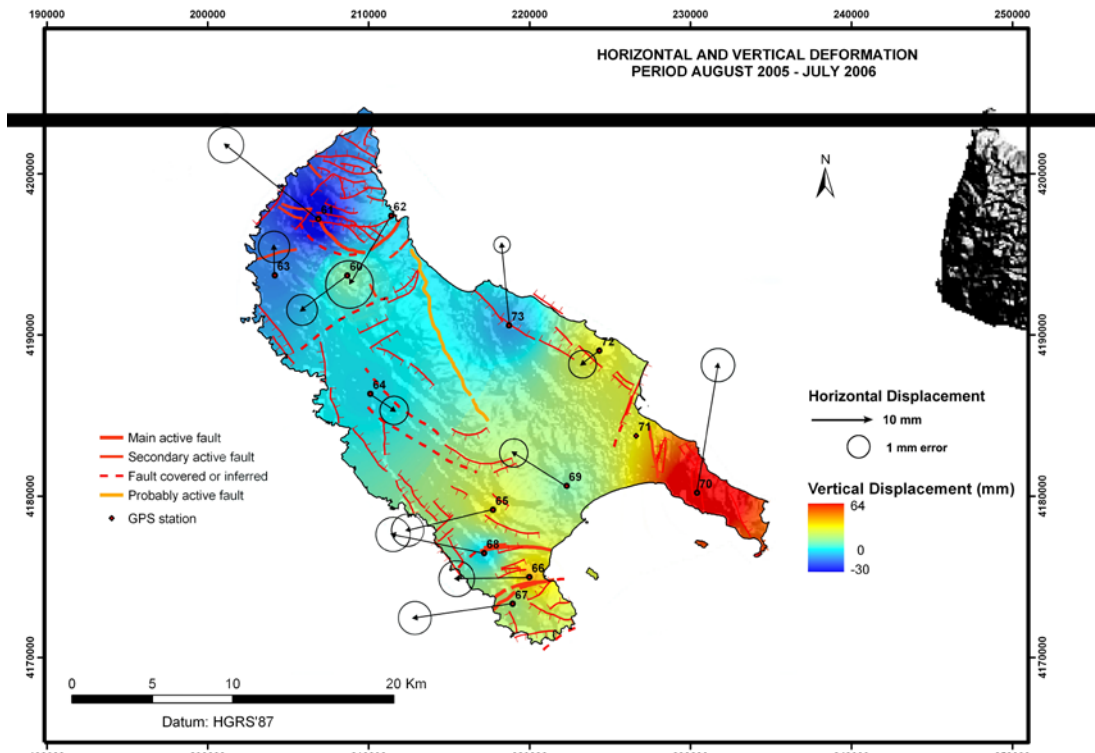 190000 200000 210000 220000 230000 240000 250000
HORIZONTAL AND VERTICAL DEFORMATION
PERIOD AUGUST 2005 - JULY 2006
N
4200000 4200000
4190000 4190000
4180000 4180000
4170000 4170000
61
62
63
60
73
72
64
71
69
70
65
68
66
67
Horizontal Displacement
10 mm
1 mm error
Vertical Displacement (mm)
64
0
-30
Main active fault
Secondary active fault
Fault covered or inferred
Probably active fault
GPS station
0 5 10 20 Km
Datum: HGRS'87